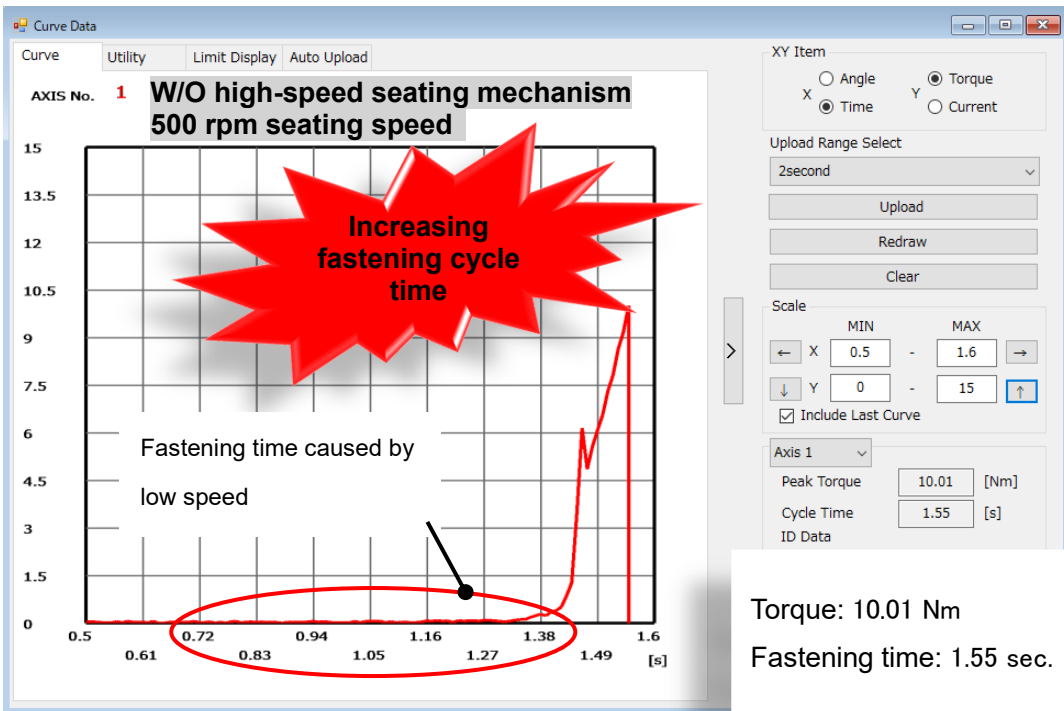 Curve Data
Curve Utility Limit Display Auto Upload
AXIS No. 1
W/O high-speed seating mechanism
500 rpm seating speed
15
13.5
12
10.5
9
7.5
6
4.5
3
1.5
0
Increasing
fastening cycle
time
Fastening time caused by
low speed
0.5 0.72 0.94 1.16 1.38 1.6
0.61 0.83 1.05 1.27 1.49 [s]
XY Item
X Angle Time
Y Torque Current
Upload Range Select
2second
Upload
Redraw
Clear
Scale
MIN MAX
← X 0.5 - 1.6 →
↓ Y 0 - 15 ↑
Include Last Curve
>
Axis 1
Peak Torque 10.01 [Nm]
Cycle Time 1.55 [s]
ID Data
Torque: 10.01 Nm
Fastening time: 1.55 sec.